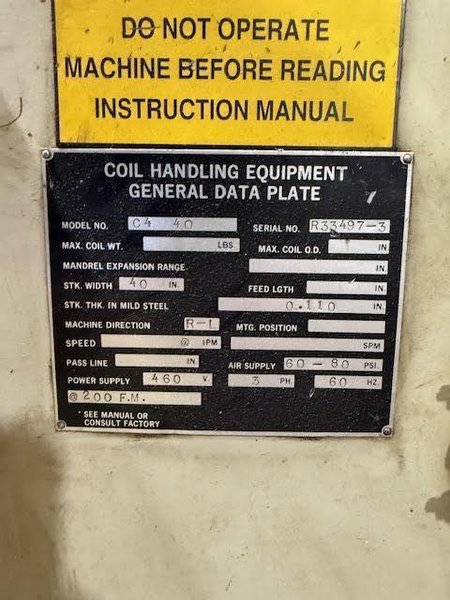 DO NOT OPERATE
MACHINE BEFORE READING
INSTRUCTION MANUAL
COIL HANDLING EQUIPMENT
GENERAL DATA PLATE
MODEL NO. C4 40 SERIAL NO. R33497-3
MAX. COIL WT. LBS MAX. COIL O.D. IN.
MANDREL EXPANSION RANGE IN.
STK. WIDTH 40 IN. FEED LGTH IN.
STK. THK. IN MILD STEEL 0.110 IN.
MACHINE DIRECTION R-L MTG. POSITION
SPEED @ IPM SPM
PASS LINE IN AIR SUPPLY 60-80 PSI.
POWER SUPPLY 460 V 3 PH 60 HZ.
@ 200 F.M.
* SEE MANUAL OR
CONSULT FACTORY